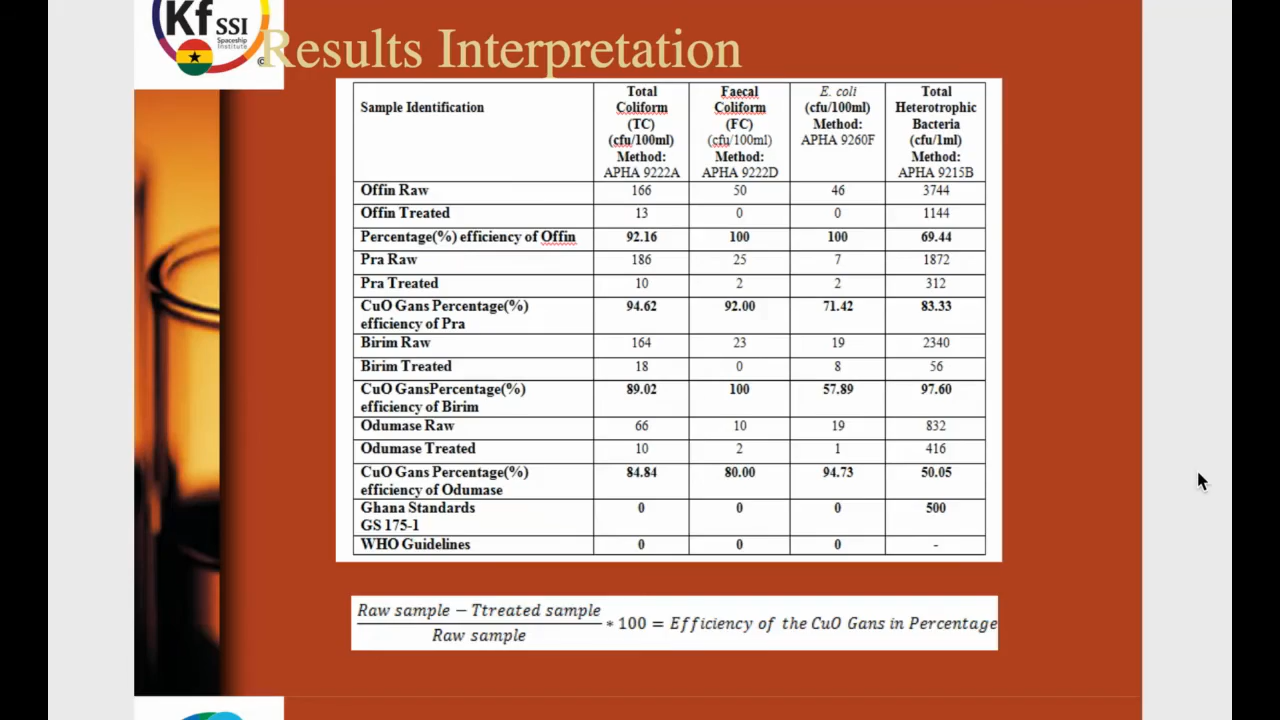 Kf SSI
Spaceship
Institute
©
Results Interpretation
Sample Identification | Total Coliform (TC) (cfu/100ml) Method: APHA 9222A | Faecal Coliform (FC) (cfu/100ml) Method: APHA 9222D | E. coli (cfu/100ml) Method: APHA 9260F | Total Heterotrophic Bacteria (cfu/1ml) Method: APHA 9215B
Offin Raw 166 50 46 3744
Offin Treated 13 0 0 1144
Percentage(%) efficiency of Offin 92.16 100 100 69.44
Pra Raw 186 25 7 1872
Pra Treated 10 2 2 312
CuO Gans Percentage(%) 94.62 92.00 71.42 83.33
efficiency of Pra
Birim Raw 164 23 19 2340
Birim Treated 18 0 8 56
CuO GansPercentage(%) 89.02 100 57.89 97.60
efficiency of Birim
Odumase Raw 66 10 19 832
Odumase Treated 10 2 1 416
CuO Gans Percentage(%) 84.84 80.00 94.73 50.05
efficiency of Odumase
Ghana Standards 0 0 0 500
GS 175-1
WHO Guidelines 0 0 0 -
Raw sample − Ttreated sample
Raw sample
* 100 = Efficiency of the CuO Gans in Percentage